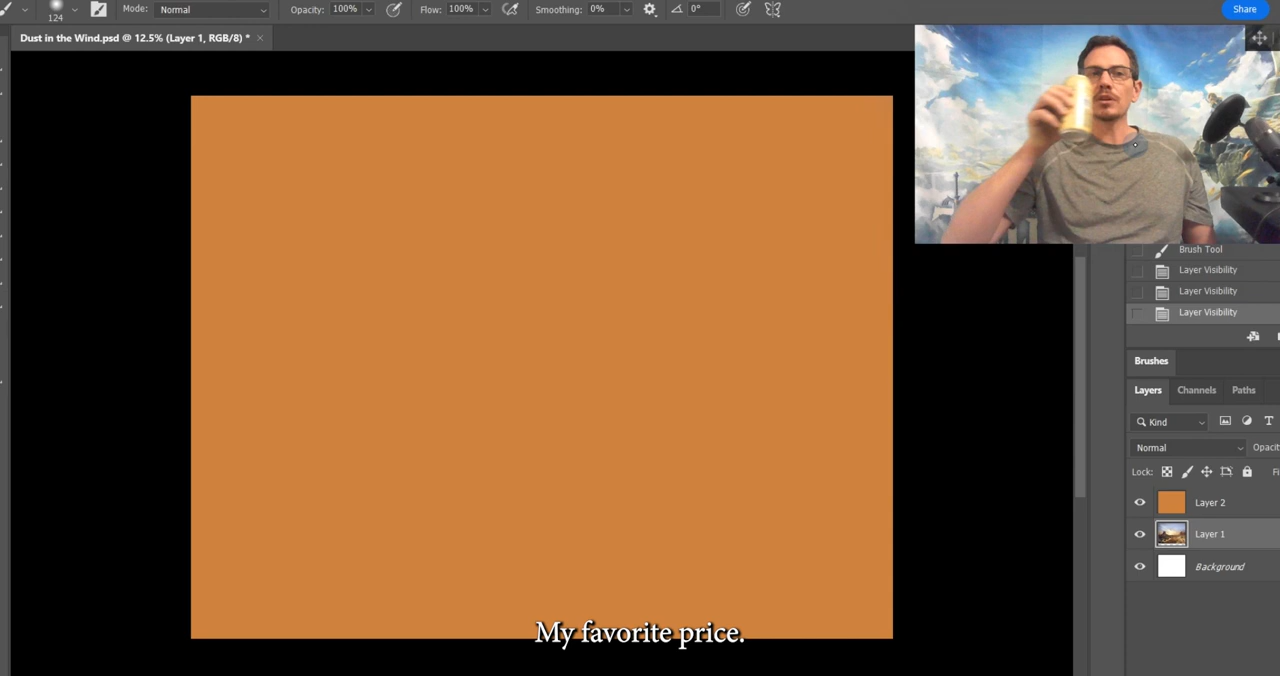 124
Mode: Normal
Opacity: 100%
Flow: 100%
Smoothing: 0%
0°
Share
Dust in the Wind.psd @ 12.5% (Layer 1, RGB/8) * ×
Brush Tool
Layer Visibility
Layer Visibility
Layer Visibility
Brushes
Layers Channels Paths
Kind
Normal
Lock:
Layer 2
Layer 1
Background
My favorite price.